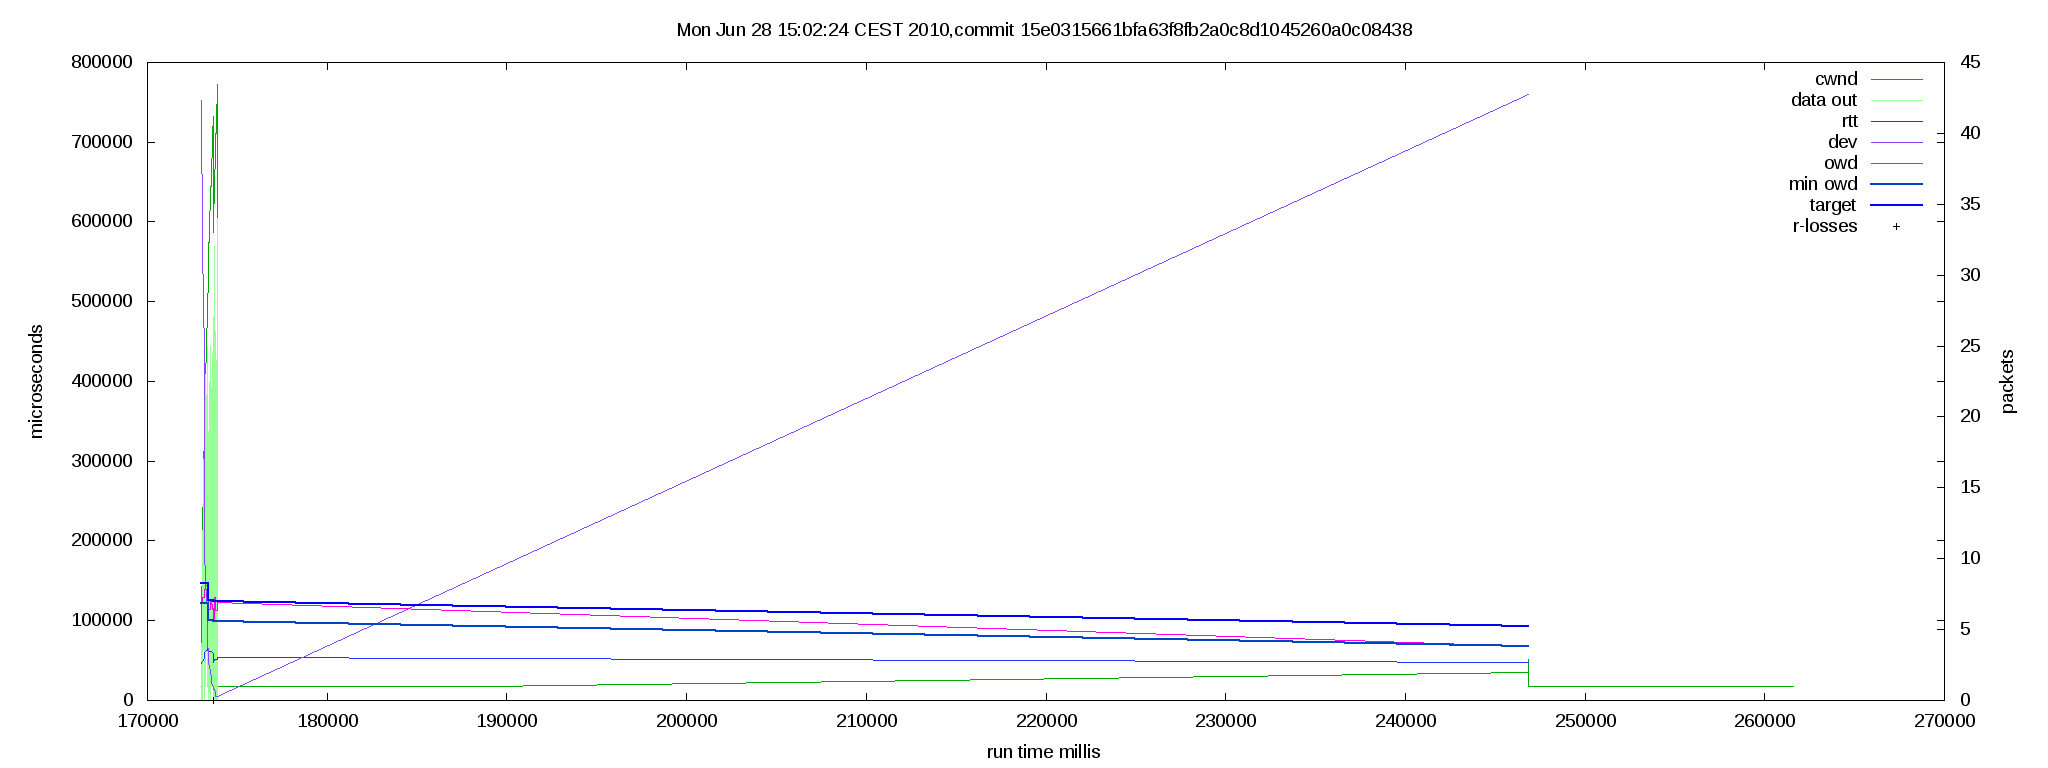 Mon Jun 28 15:02:24 CEST 2010,commit 15e0315661bfa63f8fb2a0c8d1045260a0c08438
800000
700000
600000
500000
400000
300000
200000
100000
0
microseconds
45
40
35
30
25
20
15
10
5
0
packets
cwnd
data out
rtt
dev
owd
min owd
target
r-losses
170000 180000 190000 200000 210000 220000 230000 240000 250000 260000 270000
run time millis